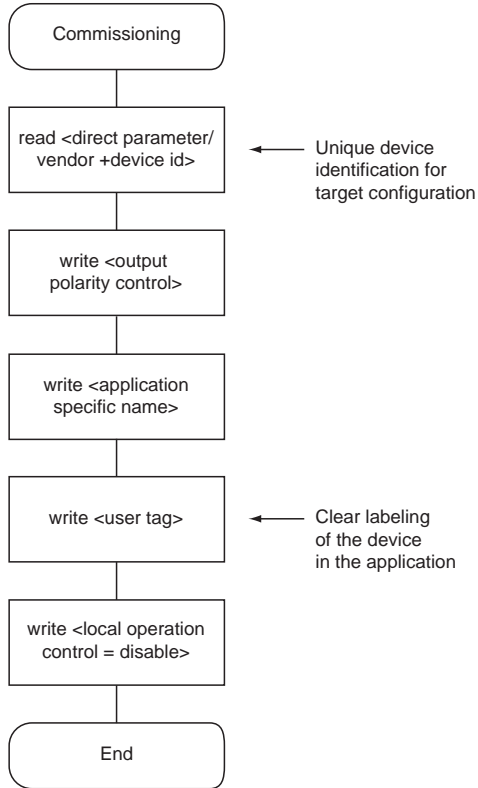 Commissioning
read <direct parameter/
vendor +device id>
Unique device
identification for
target configuration
write <output
polarity control>
write <application
specific name>
write <user tag>
Clear labeling
of the device
in the application
write <local operation
control = disable>
End